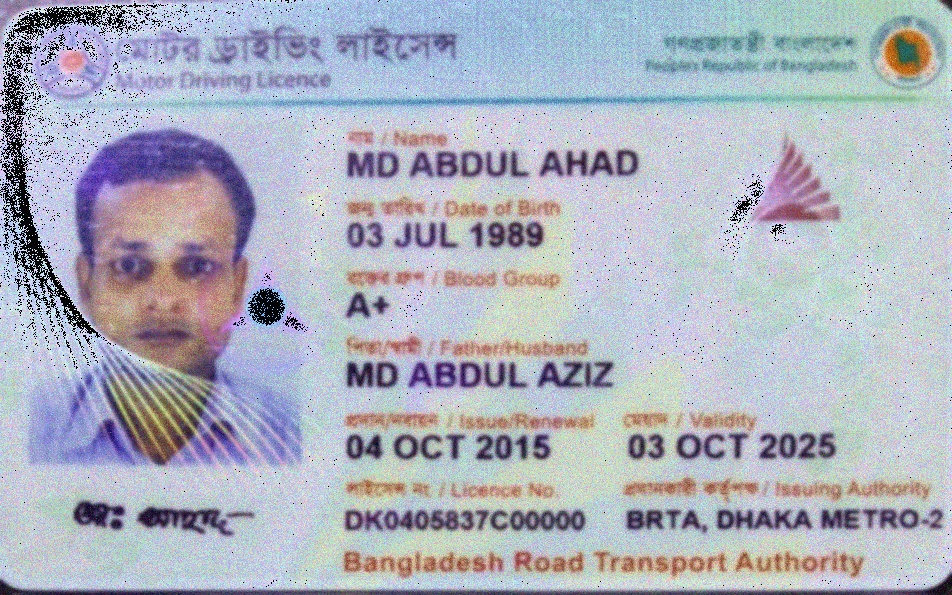 মোটর ড্রাইভিং লাইসেন্স
Motor Driving Licence
গণপ্রজাতন্ত্রী বাংলাদেশ
People's Republic of Bangladesh
নাম / Name
MD ABDUL AHAD
জন্ম তারিখ / Date of Birth
03 JUL 1989
রক্তের গ্রুপ / Blood Group
A+
পিতা/স্বামী / Father/Husband
MD ABDUL AZIZ
প্রদান/নবায়ন / Issue/Renewal
04 OCT 2015
মেয়াদ / Validity
03 OCT 2025
লাইসেন্স নং / Licence No.
DK0405837C00000
প্রদানকারী কর্তৃপক্ষ / Issuing Authority
BRTA, DHAKA METRO-2
মোঃ আহাদ
Bangladesh Road Transport Authority